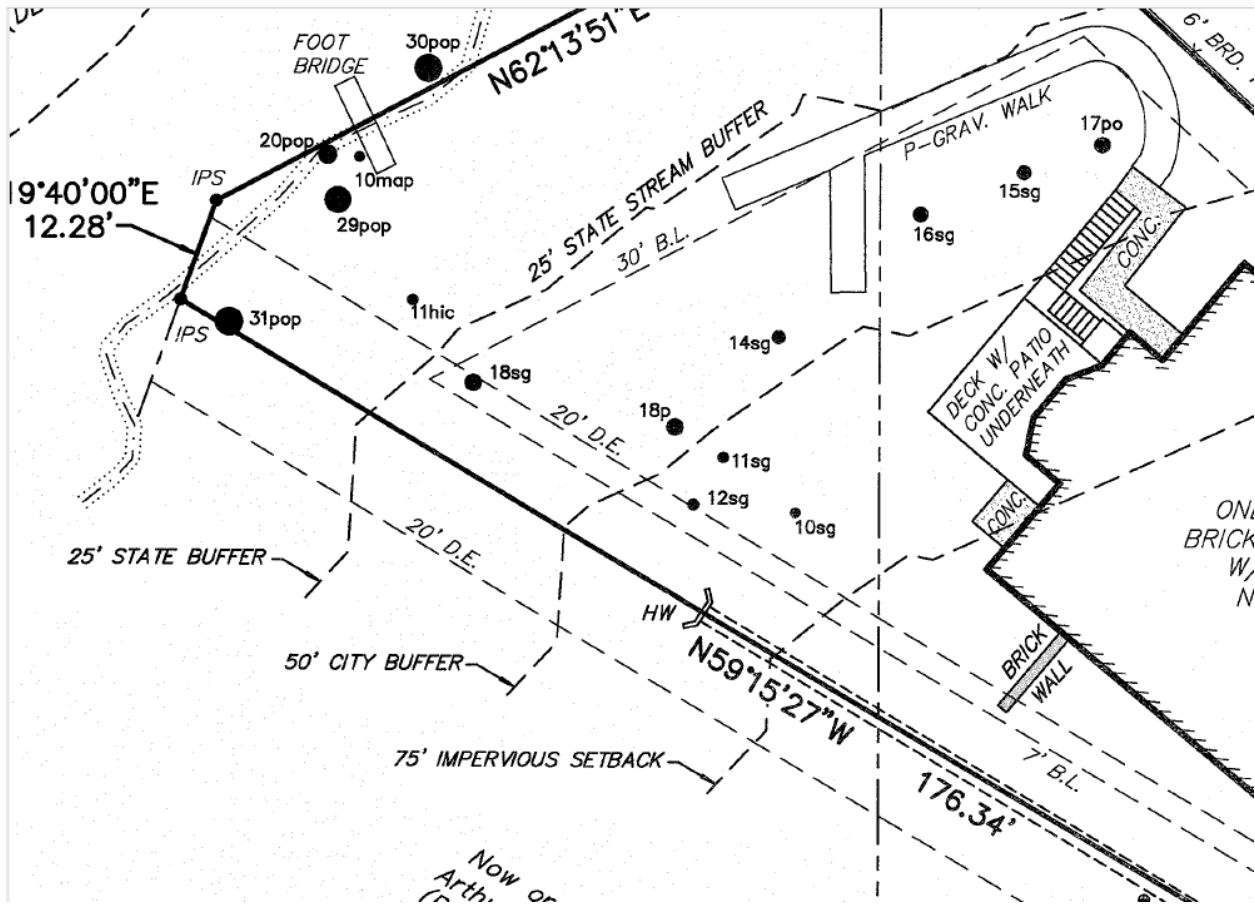 FOOT
BRIDGE
30pop
N62°13'51"E
6' BRD.
20pop
10map
IPS
29pop
19°40'00"E
12.28'
25' STATE STREAM BUFFER
30' B.L.
P-GRAV. WALK
17po
15sg
16sg
CONC.
11hic
31pop
IPS
14sg
18sg
DECK W/
CONC. PATIO
UNDERNEATH
20' D.E.
18p
11sg
12sg
10sg
CONC.
20' D.E.
25' STATE BUFFER
BRICK
W/
HW
50' CITY BUFFER
N59°15'27"W
BRICK
WALL
75' IMPERVIOUS SETBACK
7' B.L.
176.34'
Now